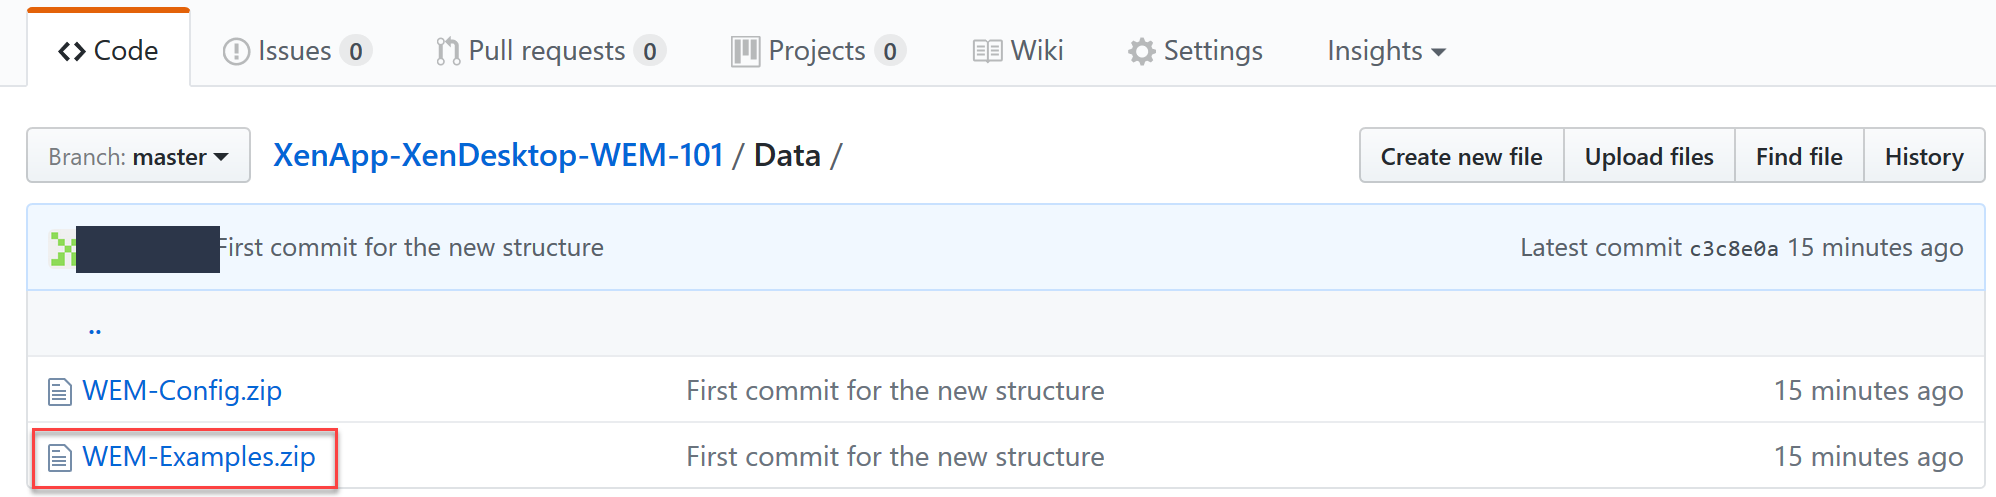 Code Issues 0 Pull requests 0 Projects 0 Wiki Settings Insights
Branch: master XenApp-XenDesktop-WEM-101 / Data / Create new file Upload files Find file History
First commit for the new structure Latest commit c3c8e0a 15 minutes ago
..
WEM-Config.zip First commit for the new structure 15 minutes ago
WEM-Examples.zip First commit for the new structure 15 minutes ago